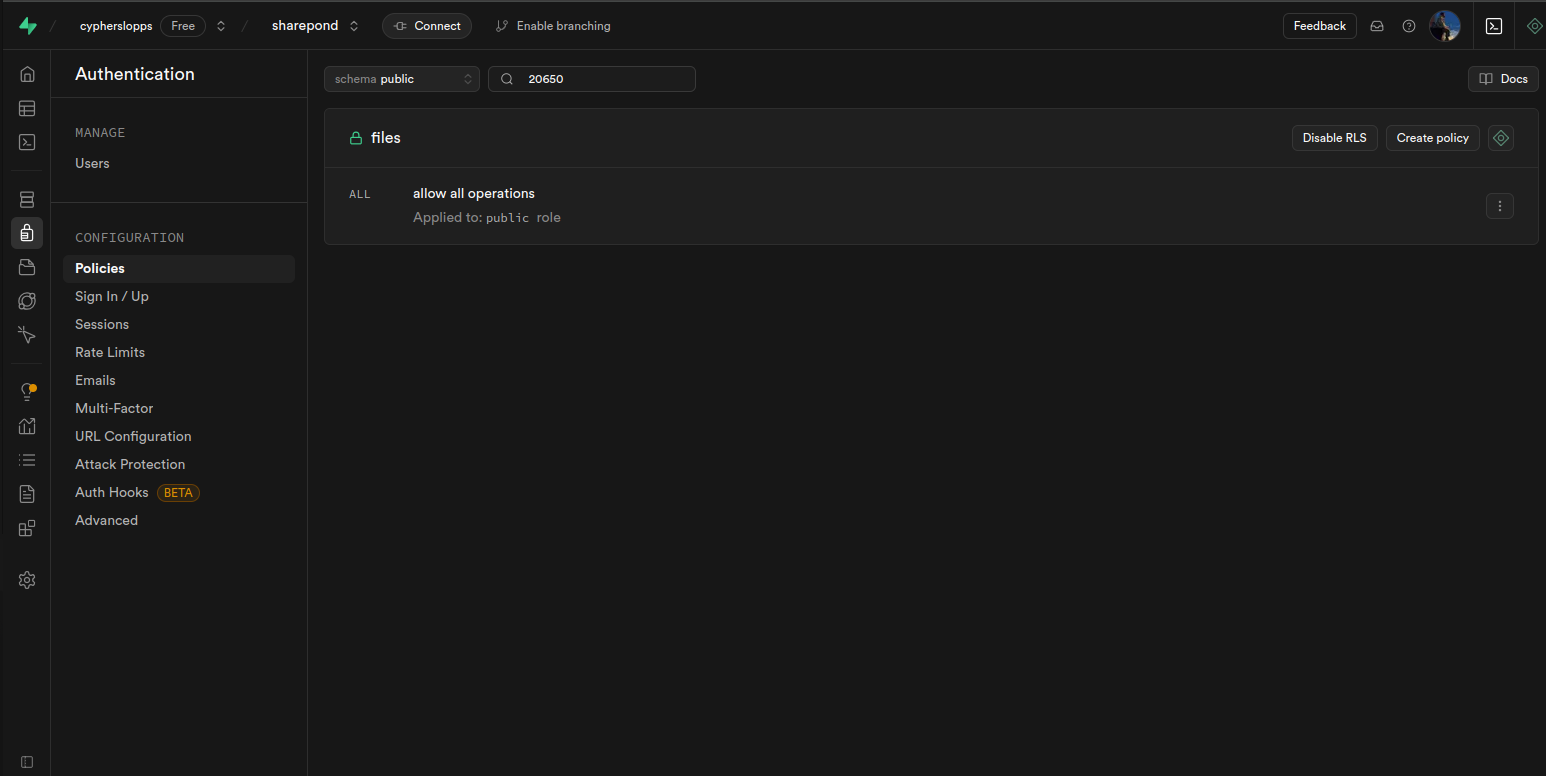 cypherslopps Free sharepond Connect Enable branching Feedback
Authentication
schema public 20650 Docs
MANAGE
Users
CONFIGURATION
Policies
Sign In / Up
Sessions
Rate Limits
Emails
Multi-Factor
URL Configuration
Attack Protection
Auth Hooks BETA
Advanced
files Disable RLS Create policy
ALL allow all operations
Applied to: public role